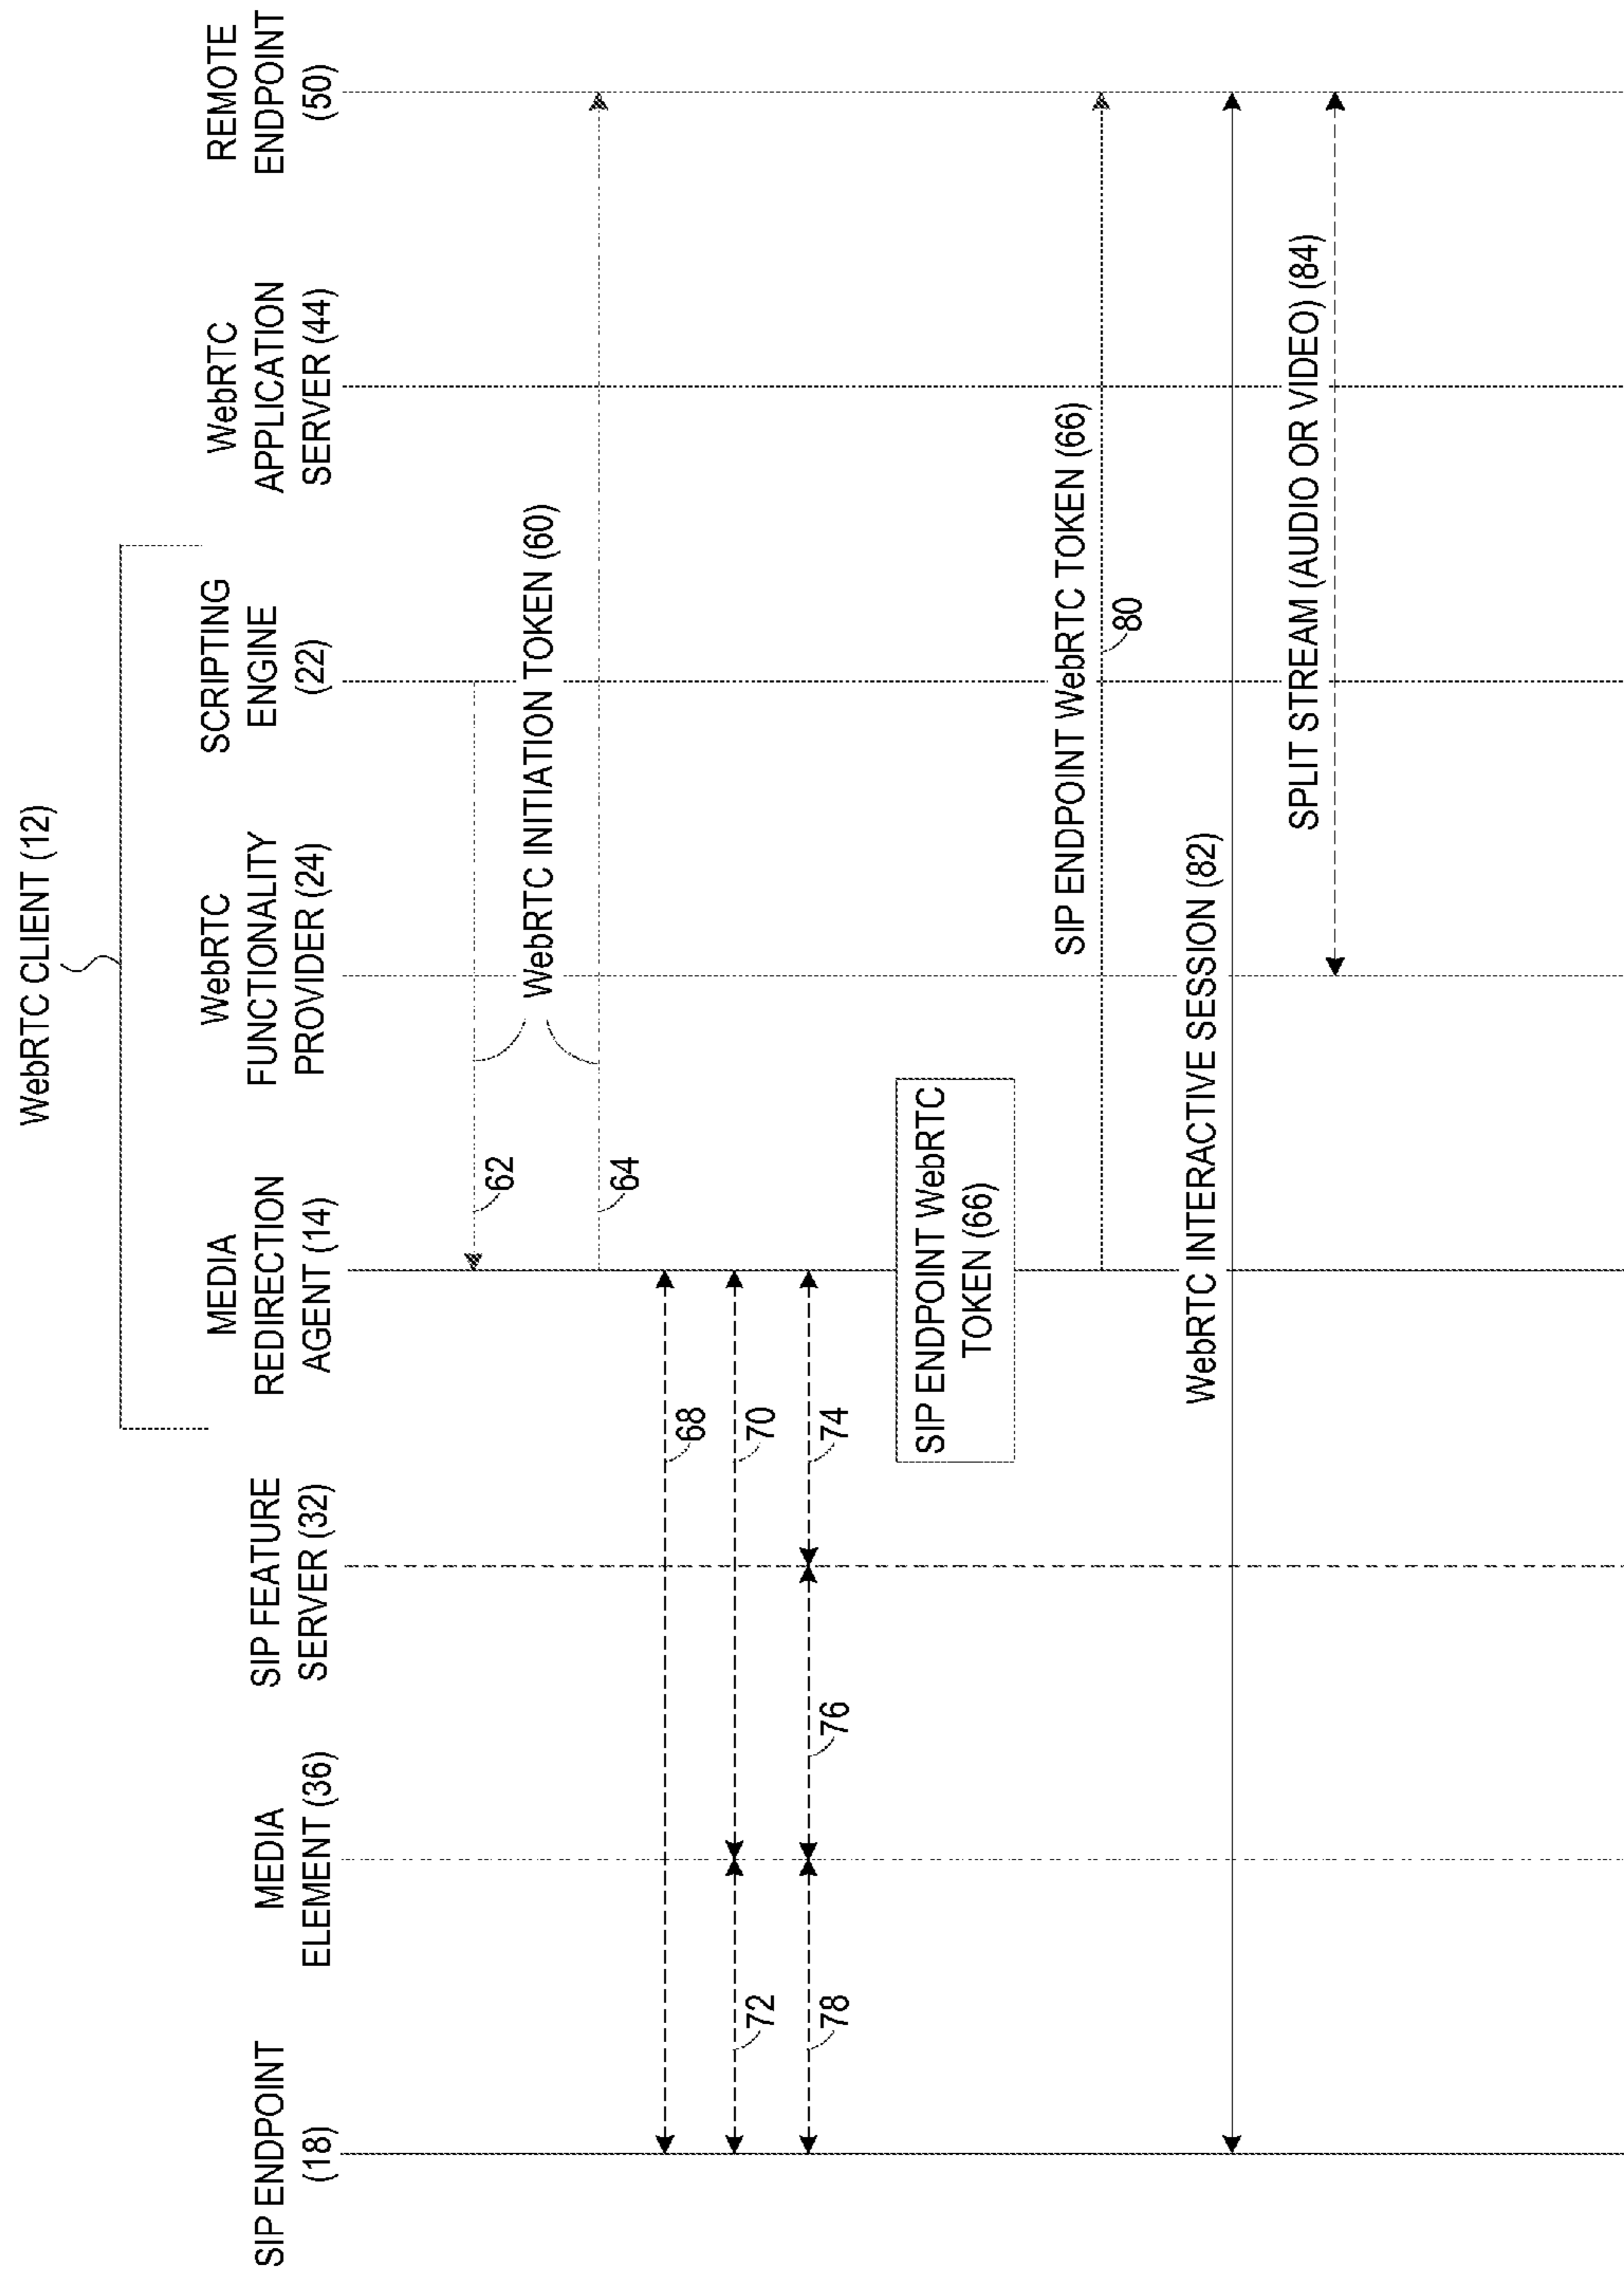 WebRTC CLIENT (12)
SIP ENDPOINT
(18)
MEDIA
ELEMENT (36)
SIP FEATURE
SERVER (32)
MEDIA
REDIRECTION
AGENT (14)
WebRTC
FUNCTIONALITY
PROVIDER (24)
SCRIPTING
ENGINE
(22)
WebRTC
APPLICATION
SERVER (44)
REMOTE
ENDPOINT
(50)
62
WebRTC INITIATION TOKEN (60)
64
68
72
70
78
76
74
SIP ENDPOINT WebRTC
TOKEN (66)
SIP ENDPOINT WebRTC TOKEN (66)
80
WebRTC INTERACTIVE SESSION (82)
SPLIT STREAM (AUDIO OR VIDEO) (84)